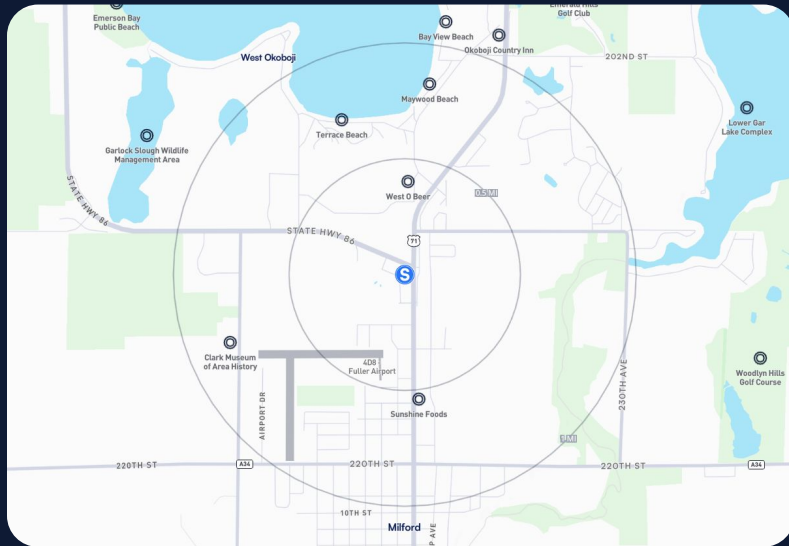 Emerson Bay
Public Beach
Emerald Hills
Golf Club
Bay View Beach
Okoboji Country Inn
West Okoboji
202ND ST
Maywood Beach
Terrace Beach
Lower Gar
Lake Complex
Garlock Slough Wildlife
Management Area
STATE HWY 86
West O Beer
0.5 MI
STATE HWY 86
71
S
Clark Museum
of Area History
4D8
Fuller Airport
Woodlyn Hills
Golf Course
230TH AVE
AIRPORT DR
Sunshine Foods
1 MI
220TH ST
A34
220TH ST
220TH ST
A34
10TH ST
Milford
P AVE